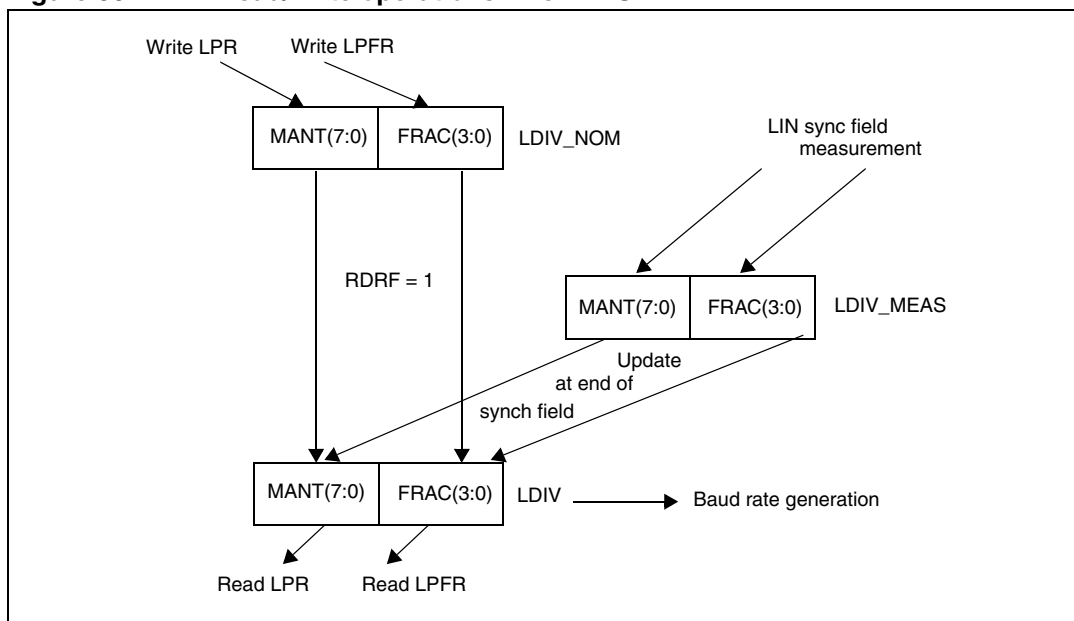 Write LPR
Write LPFR
MANT(7:0)
FRAC(3:0)
LDIV_NOM
LIN sync field
measurement
RDRF = 1
MANT(7:0)
FRAC(3:0)
LDIV_MEAS
Update
at end of
synch field
MANT(7:0)
FRAC(3:0)
LDIV
Baud rate generation
Read LPR
Read LPFR